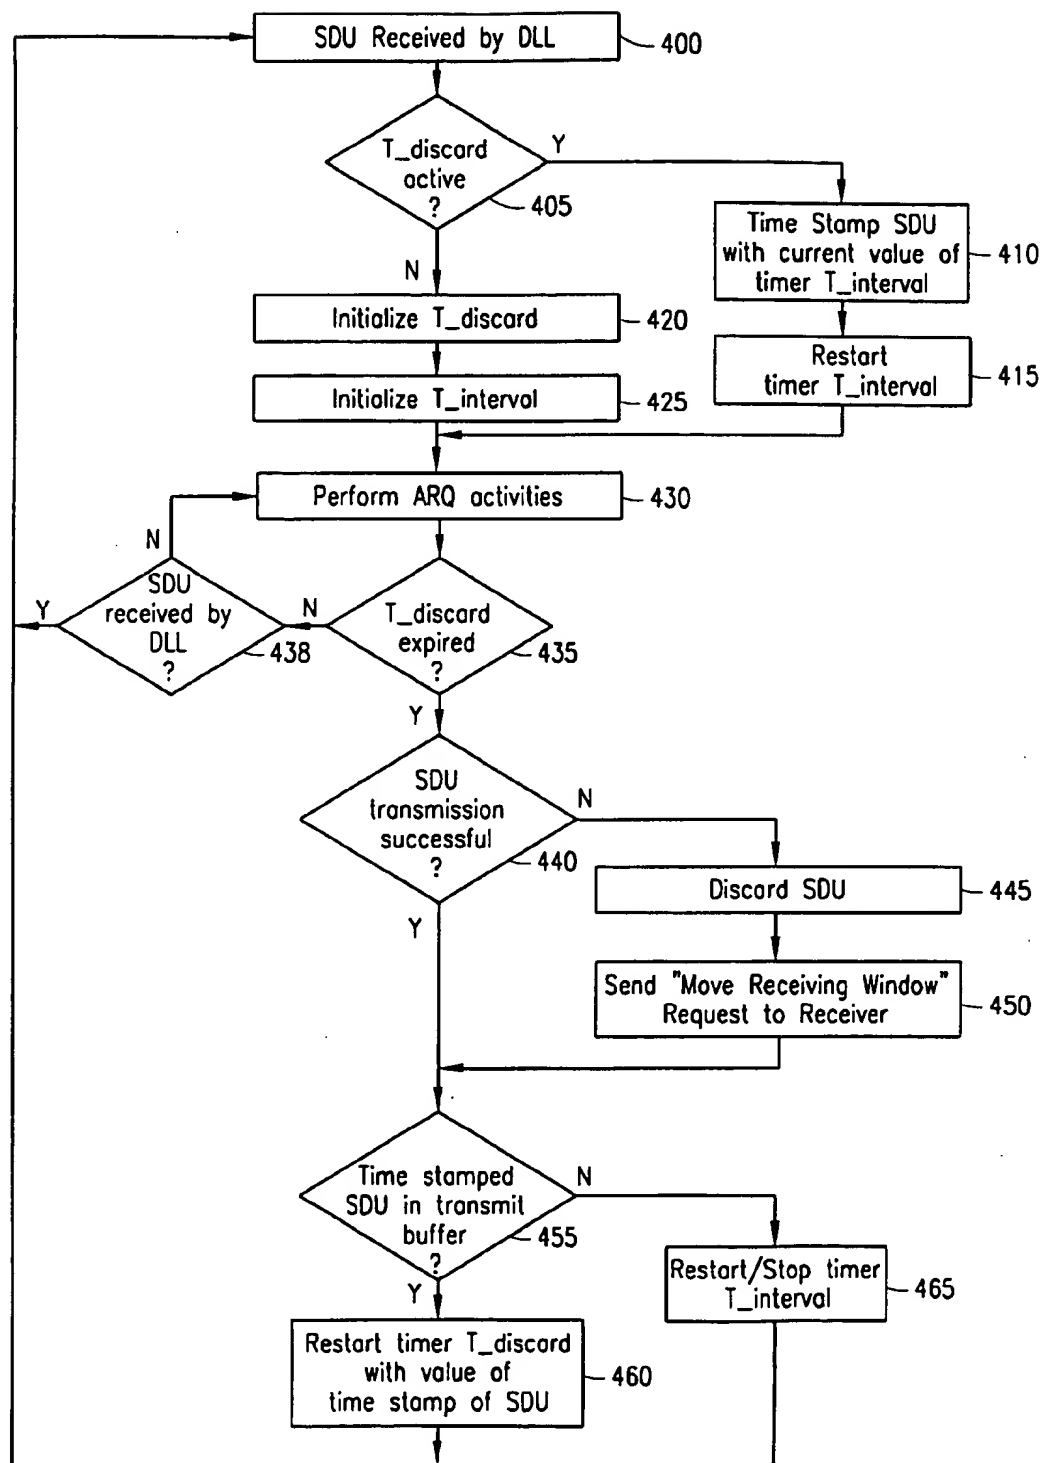 SDU Received by DLL
400
T_discard
active
?
405
Y
N
Time Stamp SDU
with current value of
timer T_interval
410
Initialize T_discard
420
Restart
timer T_interval
415
Initialize T_interval
425
Perform ARQ activities
430
N
SDU
received by
DLL
?
438
Y
N
T_discard
expired
?
435
Y
SDU
transmission
successful
?
440
N
Discard SDU
445
Y
Send "Move Receiving Window"
Request to Receiver
450
Time stamped
SDU in transmit
buffer
?
455
N
Restart/Stop timer
T_interval
465
Y
Restart timer T_discard
with value of
time stamp of SDU
460